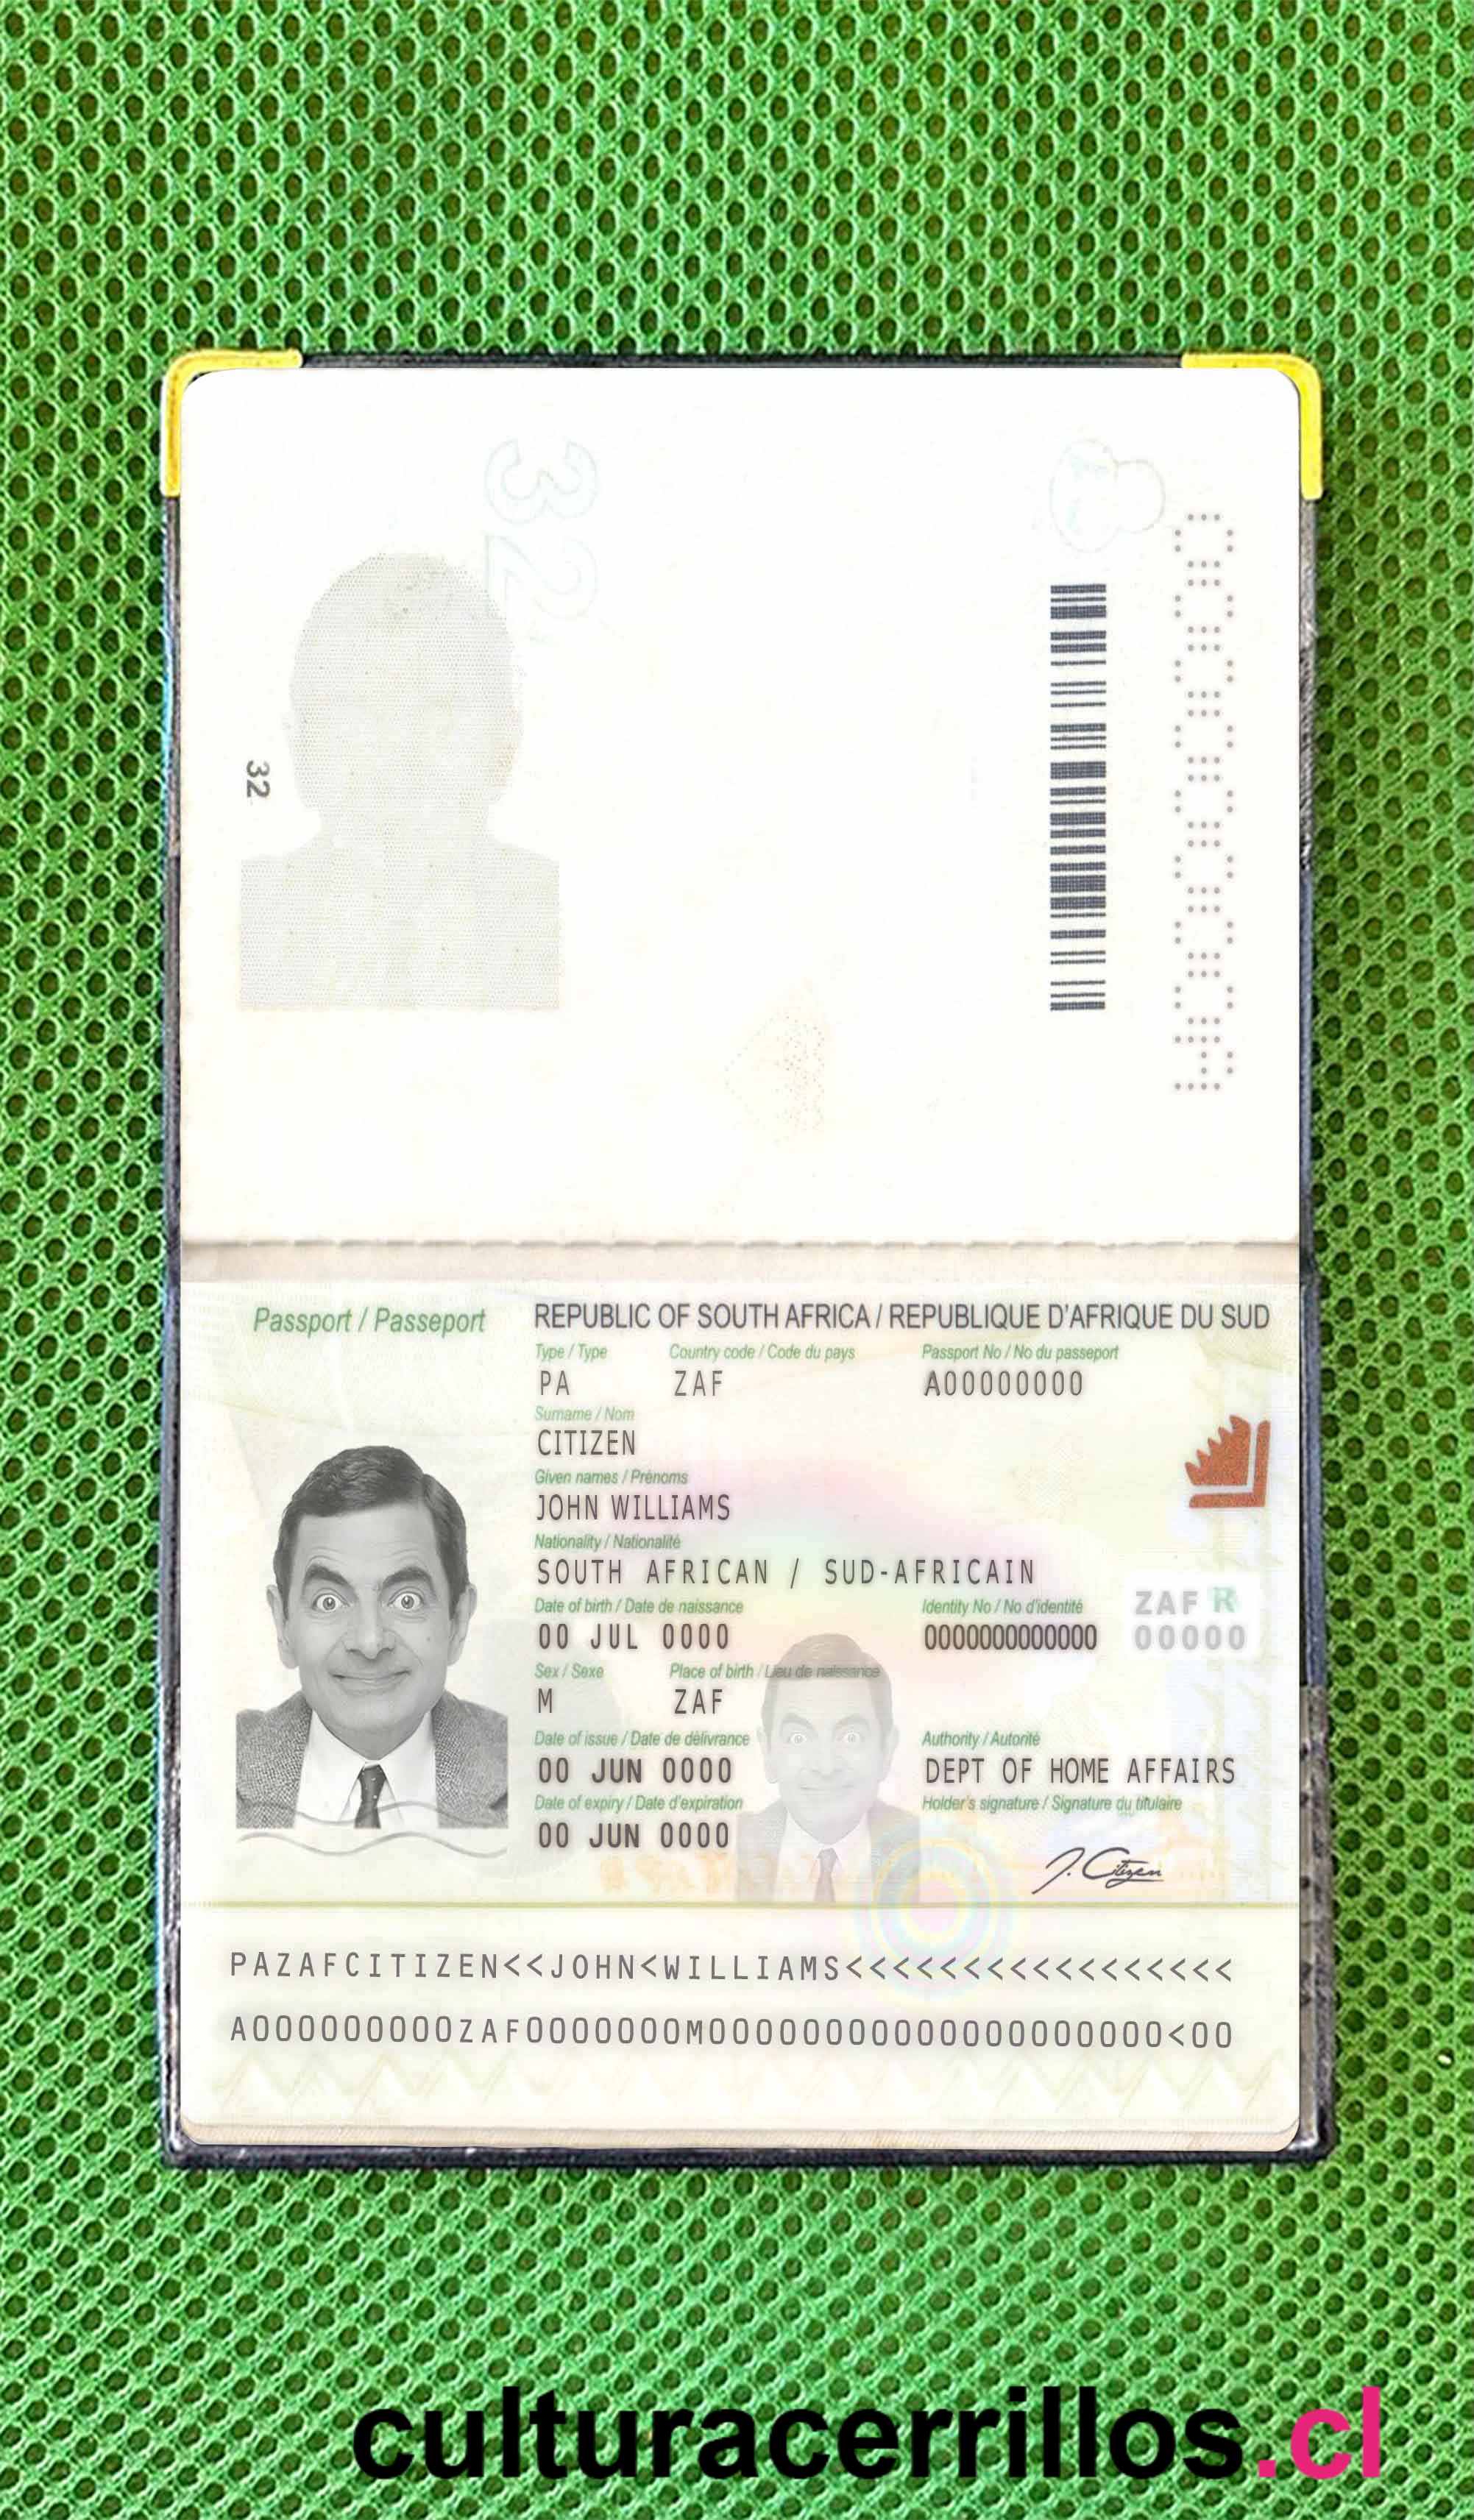 32
32
Passport / Passeport
REPUBLIC OF SOUTH AFRICA / REPUBLIQUE D'AFRIQUE DU SUD
Type / Type Country code / Code du pays Passport No / No du passeport
PA ZAF A00000000
Surname / Nom
CITIZEN
Given names / Prénoms
JOHN WILLIAMS
Nationality / Nationalité
SOUTH AFRICAN / SUD-AFRICAIN
Date of birth / Date de naissance Identity No / No d'identité ZAF R
00 JUL 0000 0000000000000 00000
Sex / Sexe Place of birth / Lieu de naissance
M ZAF
Date of issue / Date de délivrance Authority / Autorité
00 JUN 0000 DEPT OF HOME AFFAIRS
Date of expiry / Date d'expiration Holder's signature / Signature du titulaire
00 JUN 0000 J. Citizen
PAZAFCITIZEN<<JOHN<WILLIAMS<<<<<<<<<<<<<<<<<
A000000000ZAF0000000M00000000000000000000<00
culturacerrillos.cl